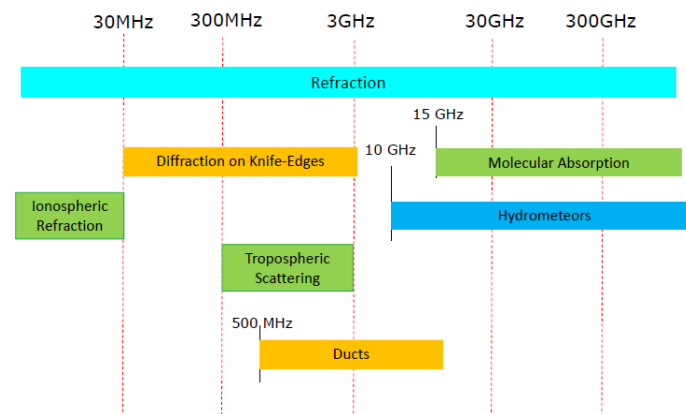 30MHz 300MHz 3GHz 30GHz 300GHz
Refraction
15 GHz
Diffraction on Knife-Edges
10 GHz
Molecular Absorption
Ionospheric
Refraction
Hydrometeors
Tropospheric
Scattering
500 MHz
Ducts